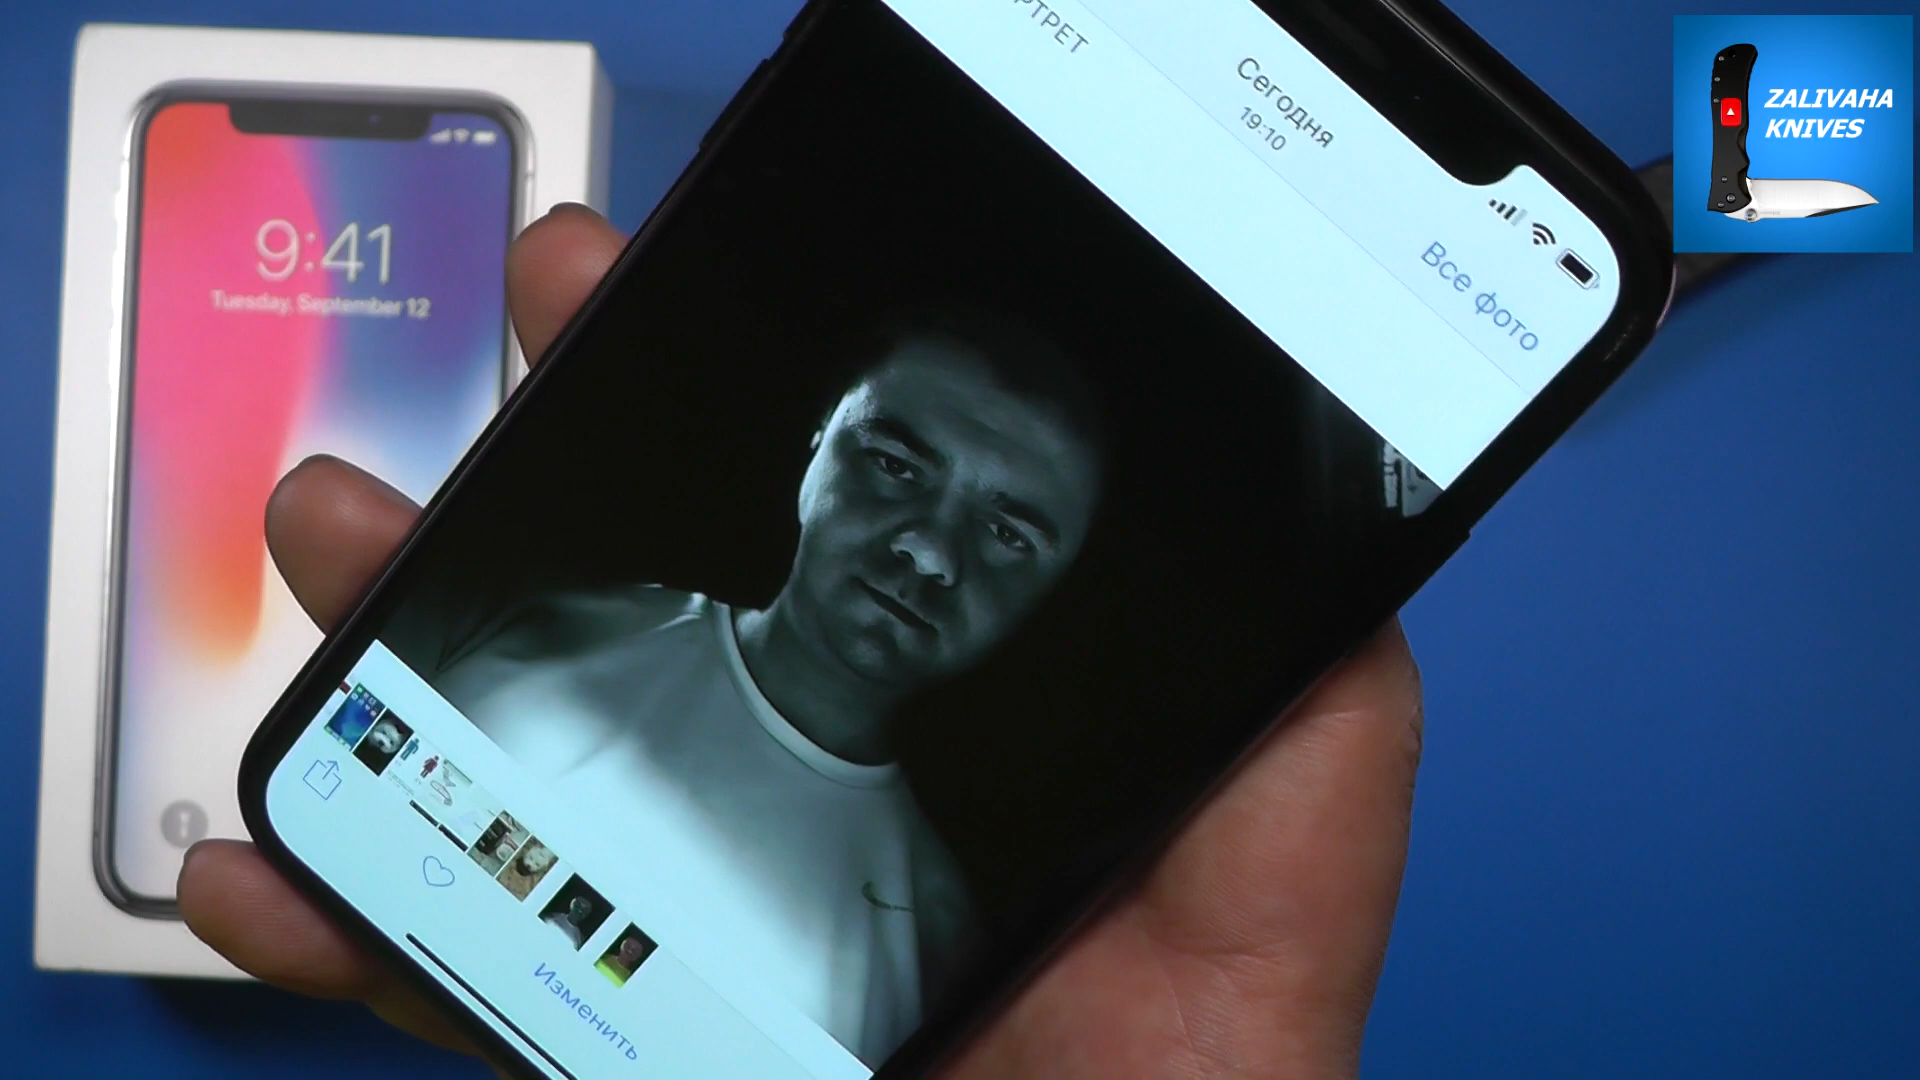 9:41
Tuesday, September 12
Сегодня
19:10
Все фото
Изменить
ZALIVAHA
KNIVES